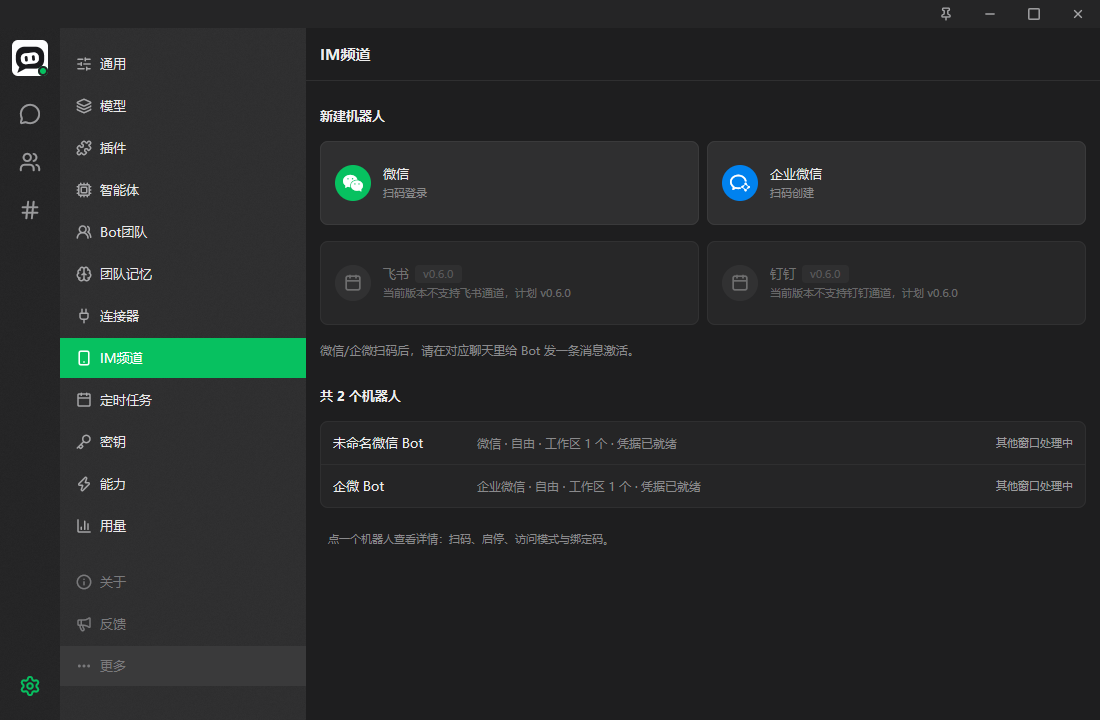 IM频道
通用
模型
插件
智能体
Bot团队
团队记忆
连接器
IM频道
定时任务
密钥
能力
用量
关于
反馈
更多
新建机器人
微信
扫码登录
企业微信
扫码创建
飞书 v0.6.0
当前版本不支持飞书通道，计划 v0.6.0
钉钉 v0.6.0
当前版本不支持钉钉通道，计划 v0.6.0
微信/企微扫码后，请在对应聊天里给 Bot 发一条消息激活。
共 2 个机器人
未命名微信 Bot 微信 · 自由 · 工作区 1 个 · 凭据已就绪 其他窗口处理中
企微 Bot 企业微信 · 自由 · 工作区 1 个 · 凭据已就绪 其他窗口处理中
点一个机器人查看详情：扫码、启停、访问模式与绑定码。